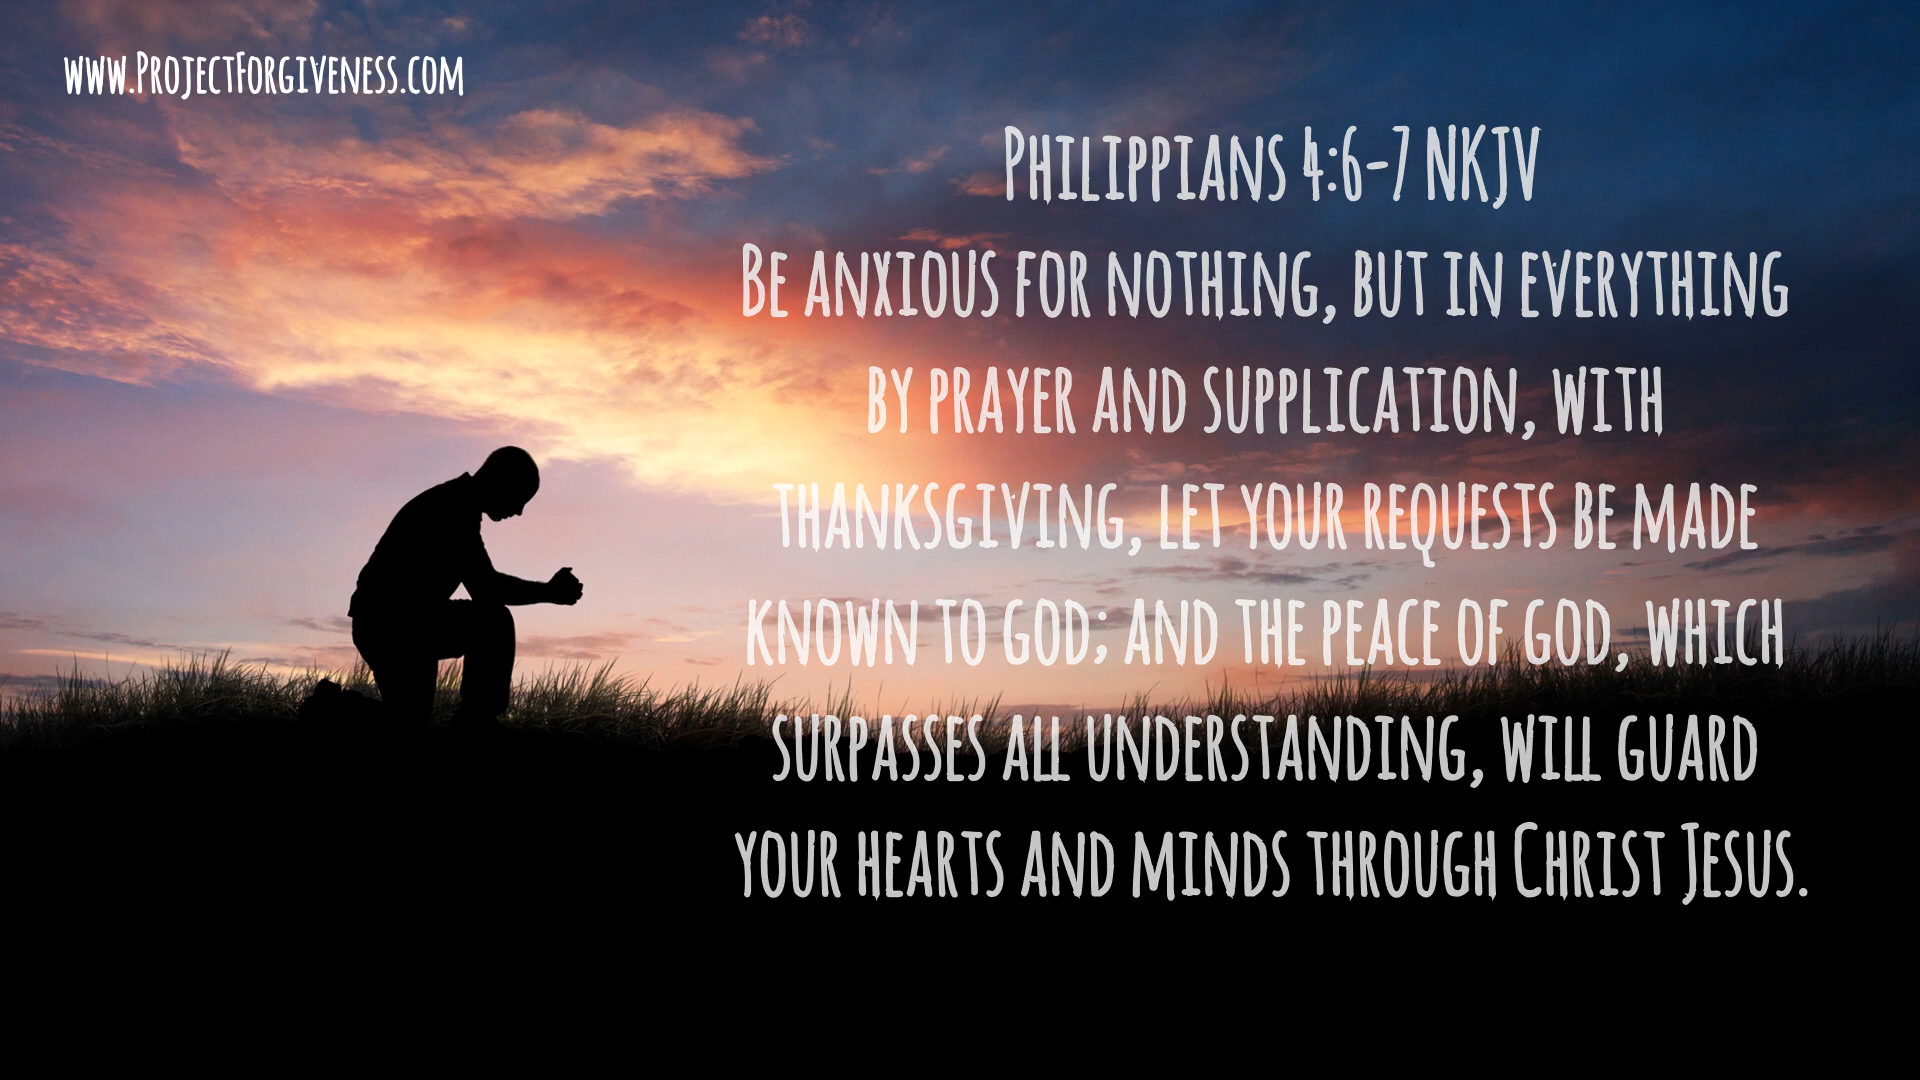 www.ProjectForgiveness.com
Philippians 4:6-7 NKJV
Be anxious for nothing, but in everything
by prayer and supplication, with
thanksgiving, let your requests be made
known to God; and the peace of God, which
surpasses all understanding, will guard
your hearts and minds through Christ Jesus.